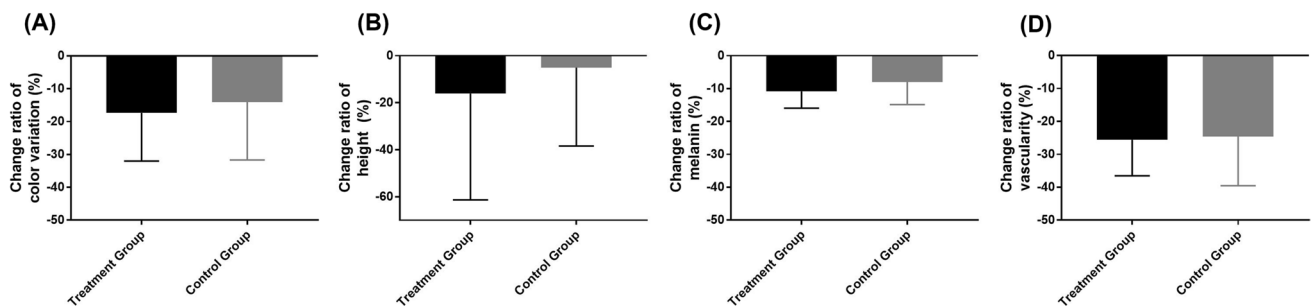 (A)
Change ratio of
color variation (%)
0
-10
-20
-30
-40
-50
Treatment Group
Control Group
(B)
Change ratio of
height (%)
0
-20
-40
-60
Treatment Group
Control Group
(C)
Change ratio of
melanin (%)
0
-10
-20
-30
-40
-50
Treatment Group
Control Group
(D)
Change ratio of
vascularity (%)
0
-10
-20
-30
-40
-50
Treatment Group
Control Group